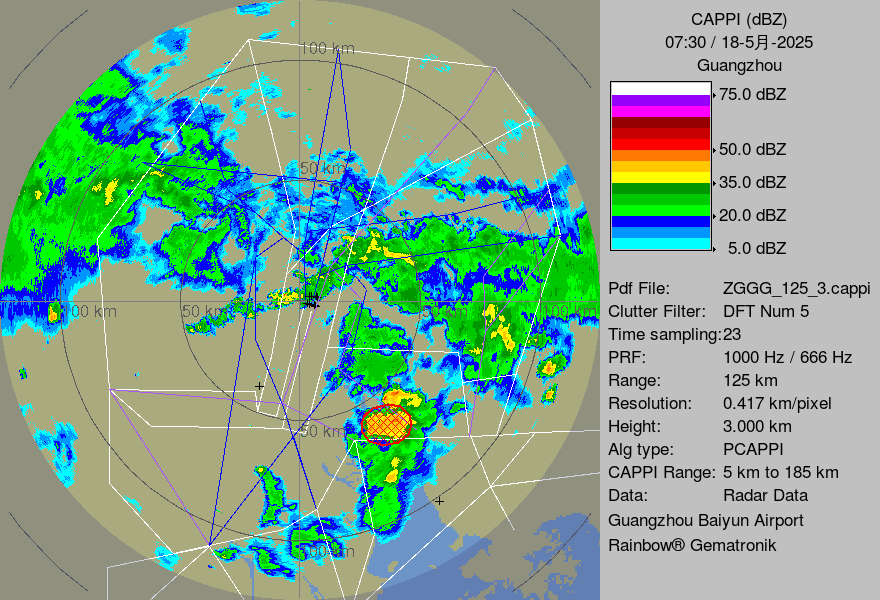 CAPPI (dBZ)
07:30 / 18-5月-2025
Guangzhou
75.0 dBZ
50.0 dBZ
35.0 dBZ
20.0 dBZ
5.0 dBZ
Pdf File: ZGGG_125_3.cappi
Clutter Filter: DFT Num 5
Time sampling:23
PRF: 1000 Hz / 666 Hz
Range: 125 km
Resolution: 0.417 km/pixel
Height: 3.000 km
Alg type: PCAPPI
CAPPI Range: 5 km to 185 km
Data: Radar Data
Guangzhou Baiyun Airport
Rainbow® Gematronik
100 km
50 km
100 km
50 km
50 km
100 km
50 km
100 km